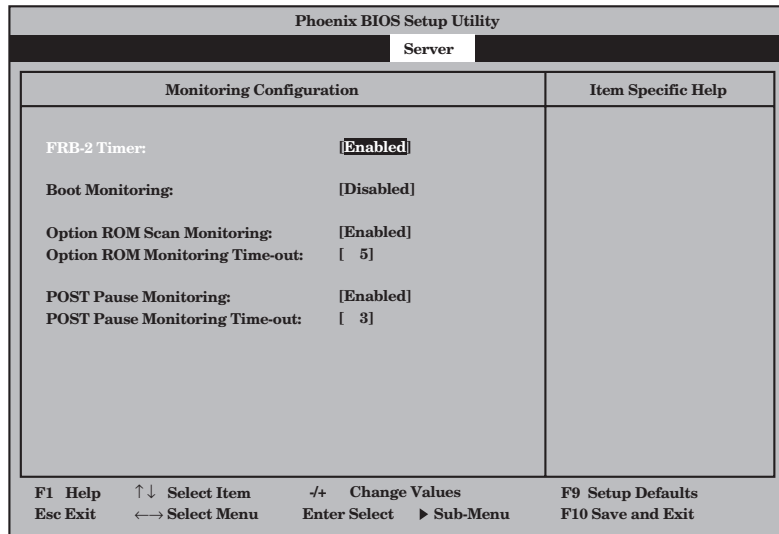 Phoenix BIOS Setup Utility
Server
Monitoring Configuration
Item Specific Help
FRB-2 Timer: [Enabled]
Boot Monitoring: [Disabled]
Option ROM Scan Monitoring: [Enabled]
Option ROM Monitoring Time-out: [ 5]
POST Pause Monitoring: [Enabled]
POST Pause Monitoring Time-out: [ 3]
F1 Help ↑↓ Select Item -/+ Change Values F9 Setup Defaults
Esc Exit ←→ Select Menu Enter Select ▶ Sub-Menu F10 Save and Exit